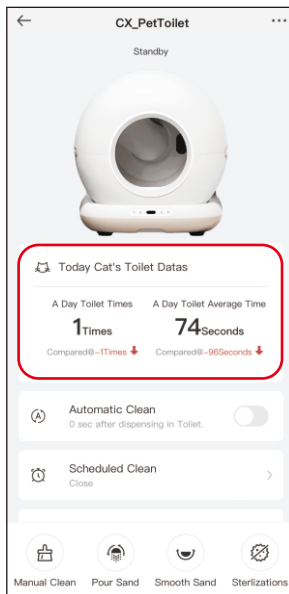 CX_PetToilet
Standby
Today Cat's Toilet Datas
A Day Toilet Times
A Day Toilet Average Time
1Times
74Seconds
Compared@-1Times
Compared@-96Seconds
Automatic Clean
0 sec after dispensing in Toliet.
Scheduled Clean
Close
Manual Clean
Pour Sand
Smooth Sand
Sterlizations